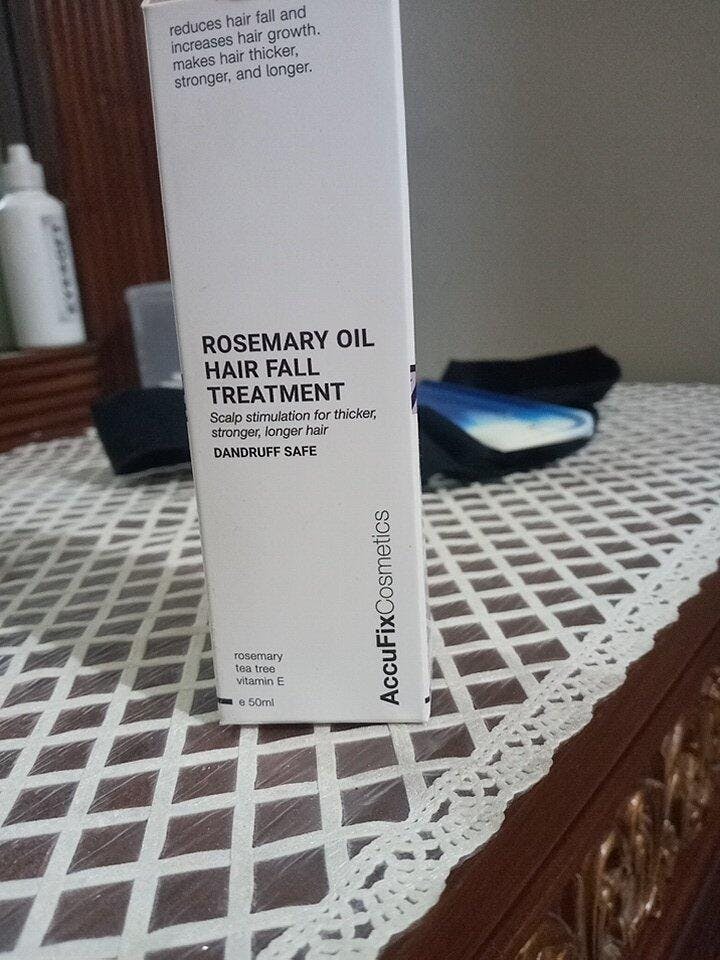 reduces hair fall and
increases hair growth.
makes hair thicker,
stronger, and longer.
ROSEMARY OIL
HAIR FALL
TREATMENT
Scalp stimulation for thicker,
stronger, longer hair
DANDRUFF SAFE
AccuFixCosmetics
rosemary
tea tree
vitamin E
e 50ml